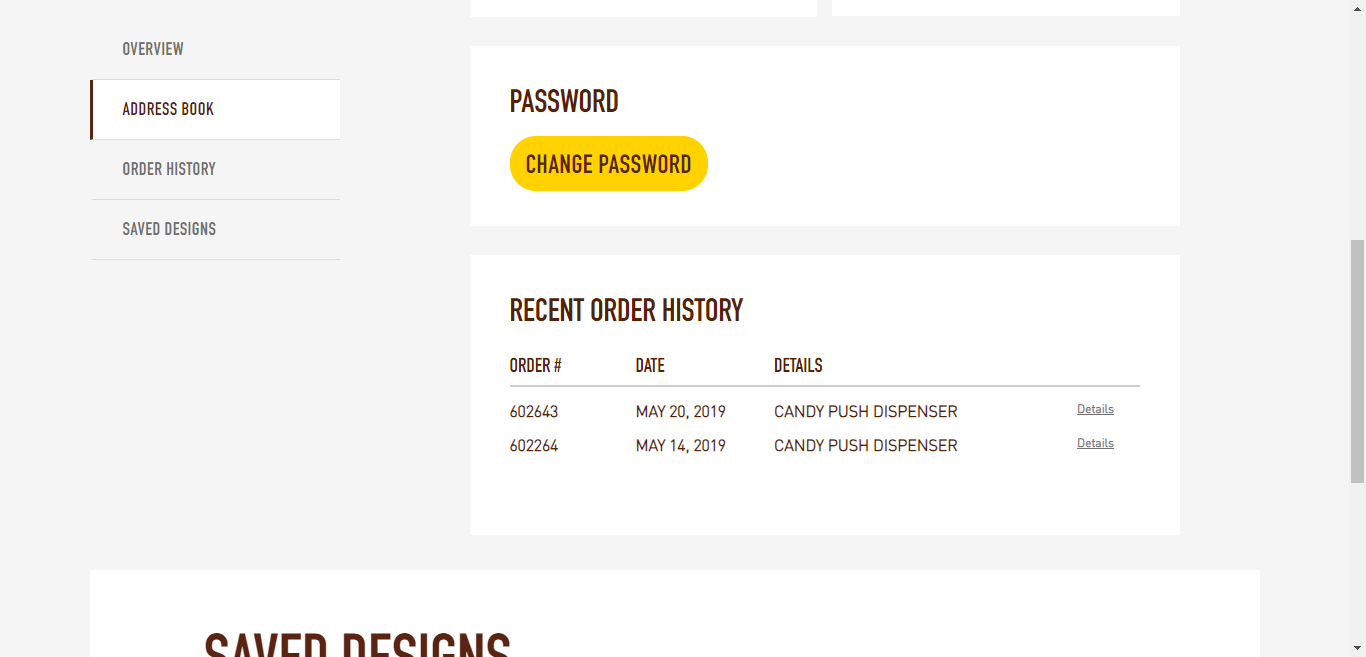 OVERVIEW
ADDRESS BOOK
ORDER HISTORY
SAVED DESIGNS
PASSWORD
CHANGE PASSWORD
RECENT ORDER HISTORY
ORDER # DATE DETAILS
602643 MAY 20, 2019 CANDY PUSH DISPENSER Details
602264 MAY 14, 2019 CANDY PUSH DISPENSER Details
SAVED DESIGNS